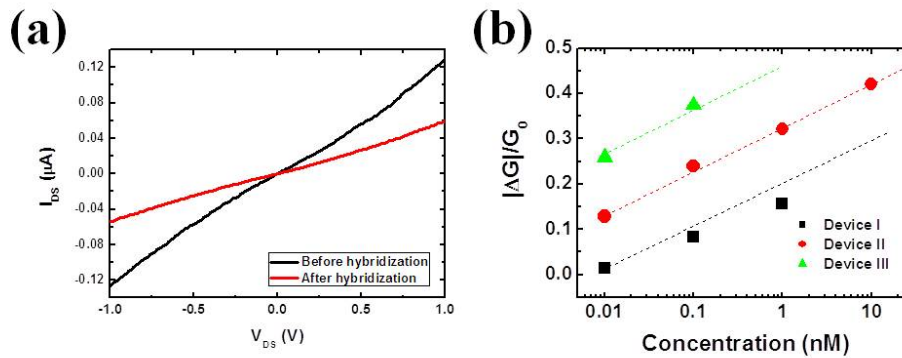 (a)
0.12
0.08
0.04
0.00
-0.04
-0.08
-0.12
I_DS (μA)
Before hybridization
After hybridization
-1.0 -0.5 0.0 0.5 1.0
V_DS (V)
(b)
0.5
0.4
0.3
0.2
0.1
0.0
|ΔG|/G_0
Device I
Device II
Device III
0.01 0.1 1 10
Concentration (nM)